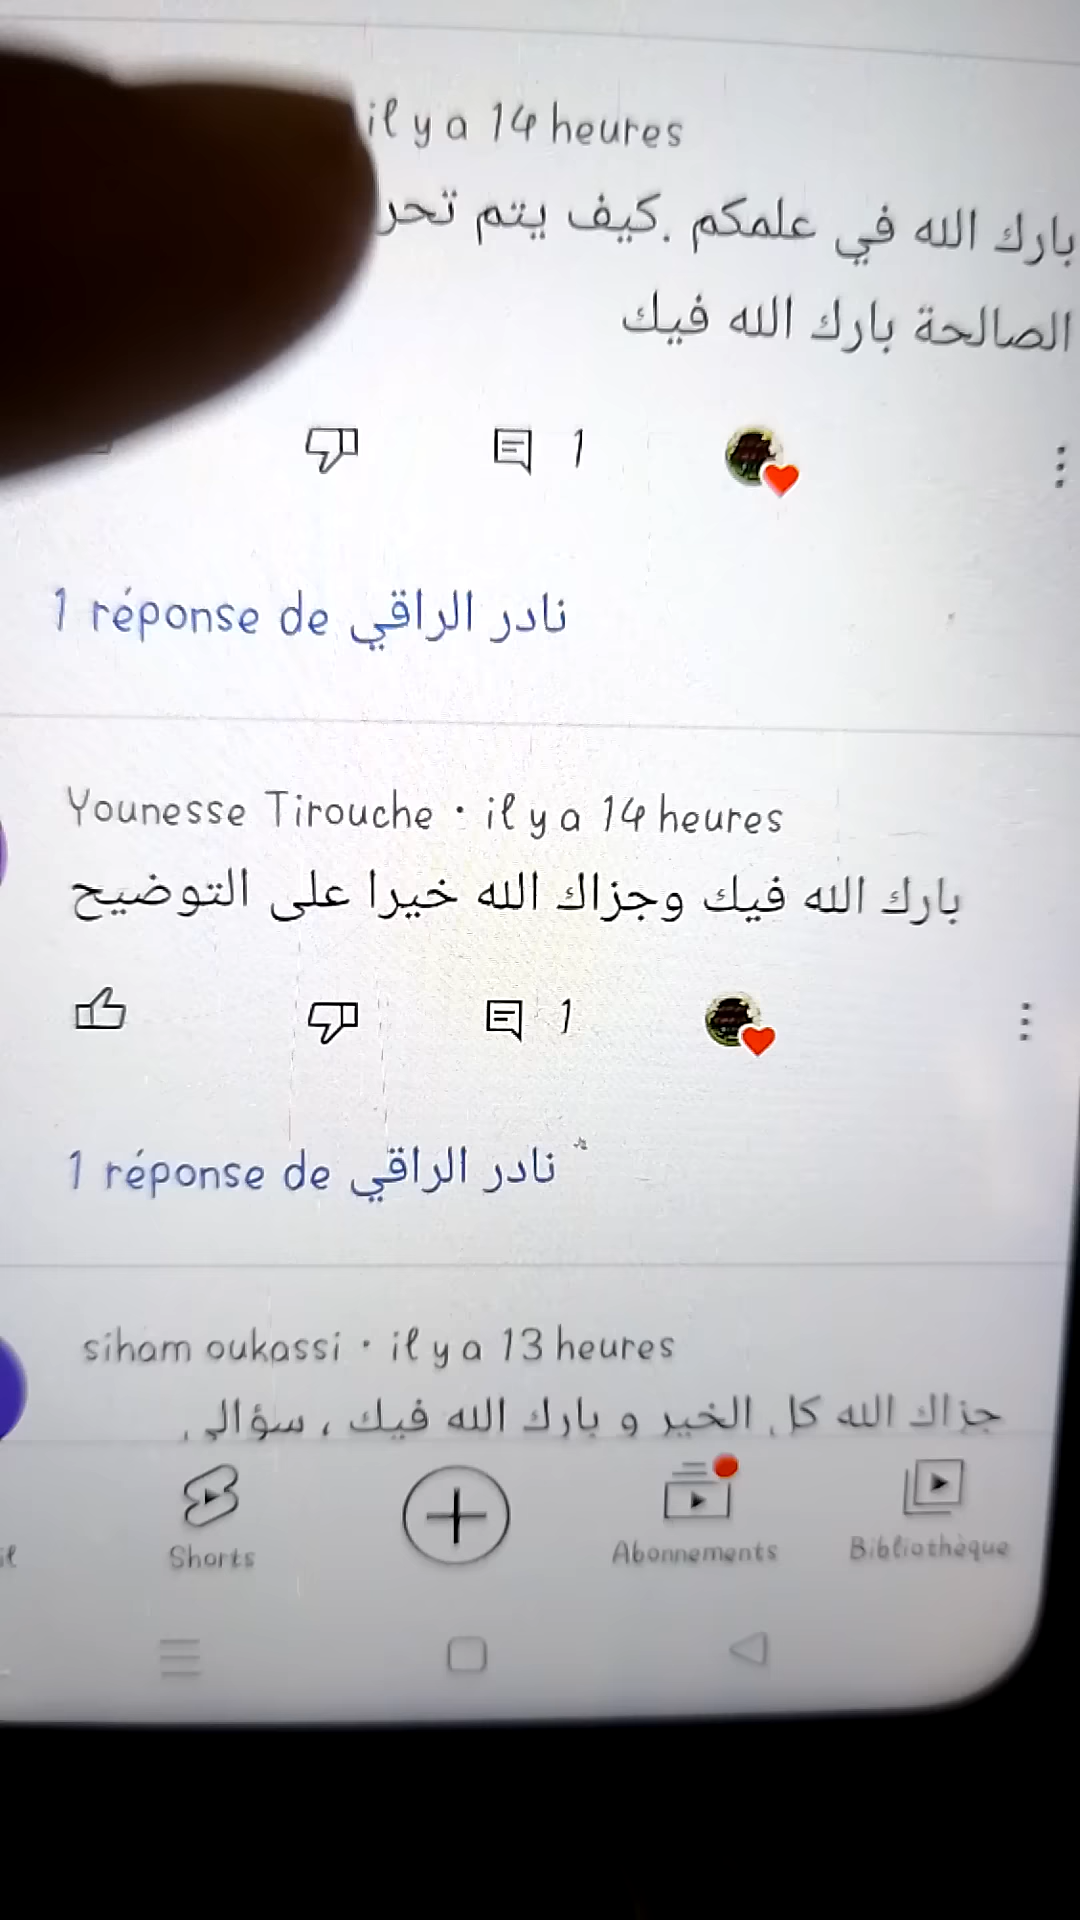 il y a 14 heures
بارك الله في علمكم .كيف يتم
الصالحة بارك الله فيك
1
1 réponse de نادر الراقي
Younesse Tirouche · il y a 14 heures
بارك الله فيك وجزاك الله خيرا على التوضيح
1
1 réponse de نادر الراقي
siham oukassi · il y a 13 heures
جزاك الله كل الخير و بارك الله فيك ، سؤالي
Shorts
Abonnements
Bibliothèque